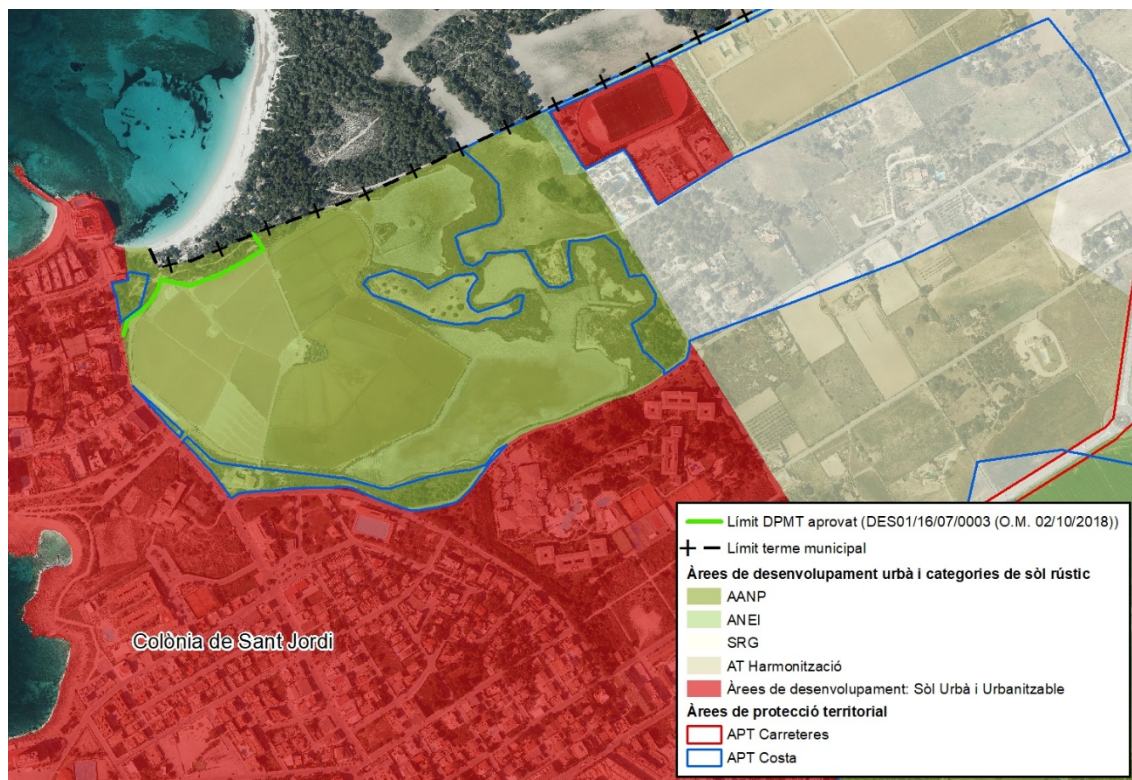 Colònia de Sant Jordi
Límit DPMT aprovat (DES01/16/07/0003 (O.M. 02/10/2018))
Límit terme municipal
Àrees de desenvolupament urbà i categories de sòl rústic
AANP
ANEI
SRG
AT Harmonització
Àrees de desenvolupament: Sòl Urbà i Urbanitzable
Àrees de protecció territorial
APT Carreteres
APT Costa